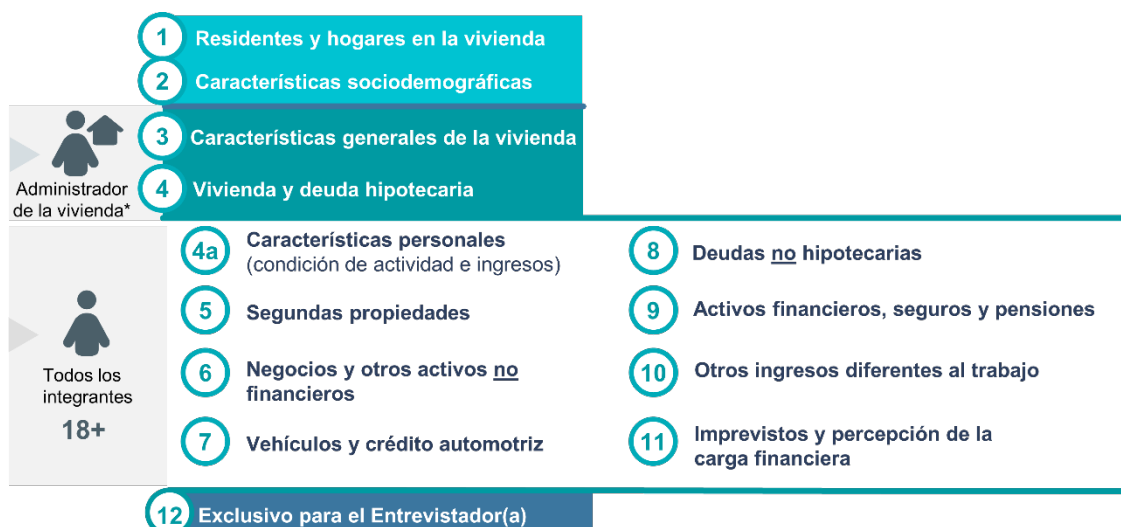 1 Residentes y hogares en la vivienda
2 Características sociodemográficas
Administrador
de la vivienda*
3 Características generales de la vivienda
4 Vivienda y deuda hipotecaria
Todos los
integrantes
18+
4a Características personales
(condición de actividad e ingresos)
5 Segundas propiedades
6 Negocios y otros activos no
financieros
7 Vehículos y crédito automotriz
8 Deudas no hipotecarias
9 Activos financieros, seguros y pensiones
10 Otros ingresos diferentes al trabajo
11 Imprevistos y percepción de la
carga financiera
12 Exclusivo para el Entrevistador(a)